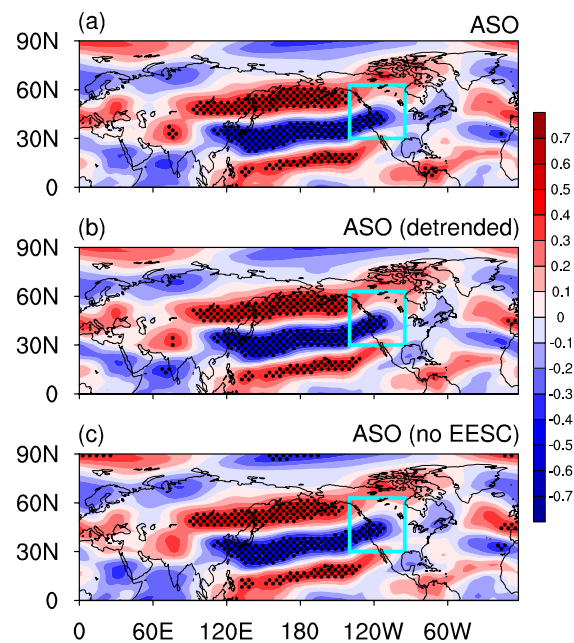 (a) ASO
90N
60N
30N
0
(b) ASO (detrended)
90N
60N
30N
0
(c) ASO (no EESC)
90N
60N
30N
0
0 60E 120E 180 120W 60W
0.7
0.6
0.5
0.4
0.3
0.2
0.1
0
-0.1
-0.2
-0.3
-0.4
-0.5
-0.6
-0.7